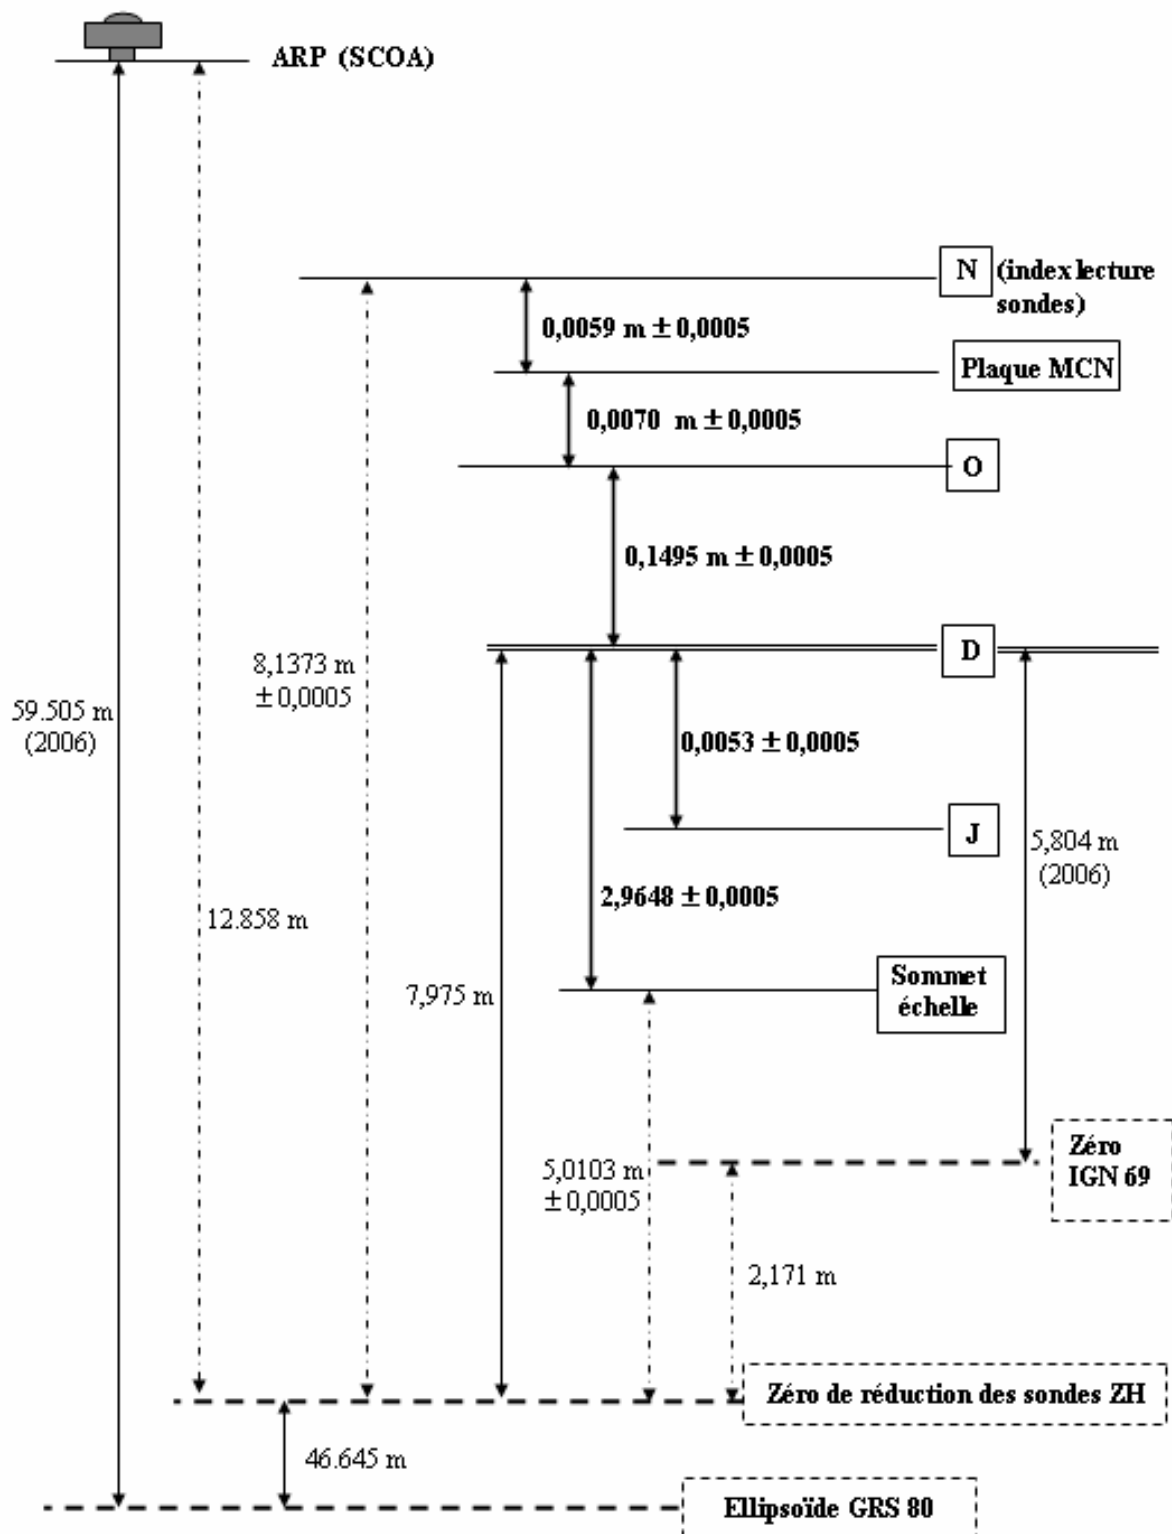 ARP (SCOA)
N
(index lecture
sondes)
0,0059 m ± 0,0005
Plaque MCN
0,0070 m ± 0,0005
O
0,1495 m ± 0,0005
D
8,1373 m
± 0,0005
59.505 m
(2006)
0,0053 ± 0,0005
J
5,804 m
(2006)
2,9648 ± 0,0005
12.858 m
Sommet
échelle
7,975 m
Zéro
IGN 69
5,0103 m
± 0,0005
2,171 m
Zéro de réduction des sondes ZH
46.645 m
Ellipsoïde GRS 80